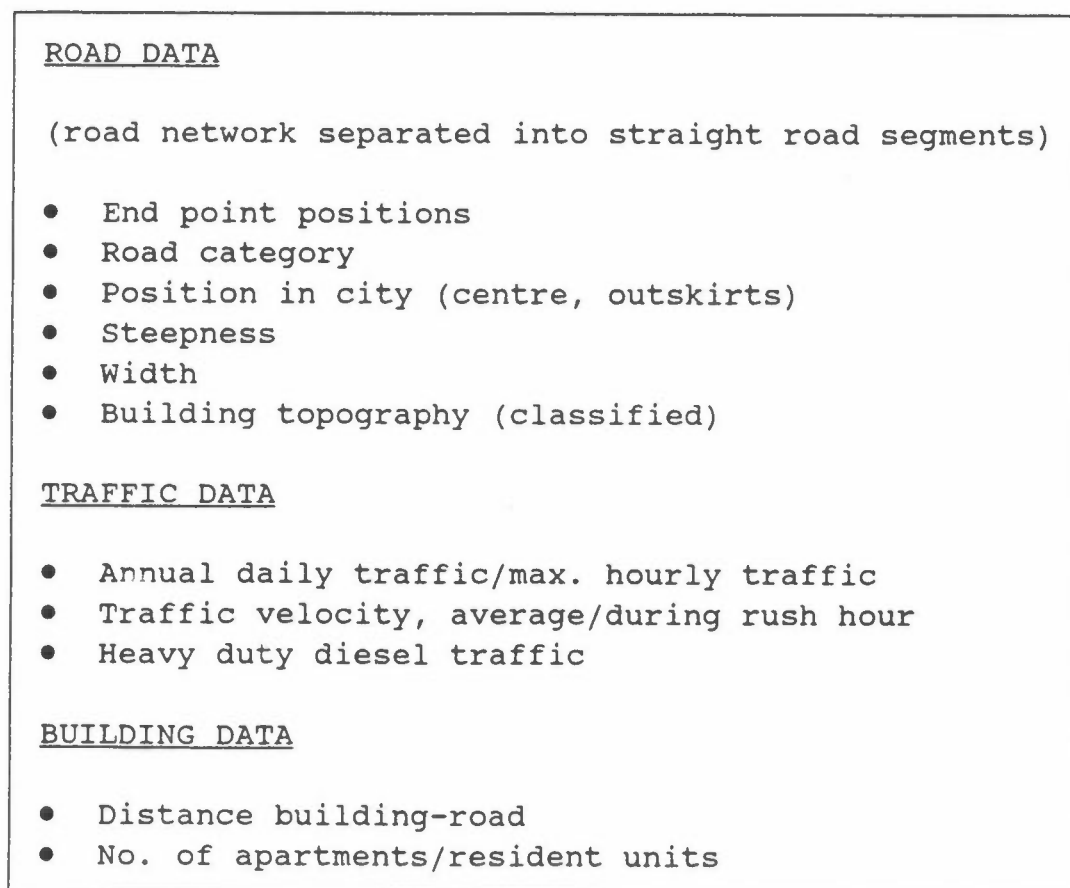 ROAD DATA
(road network separated into straight road segments)
• End point positions
• Road category
• Position in city (centre, outskirts)
• Steepness
• Width
• Building topography (classified)
TRAFFIC DATA
• Annual daily traffic/max. hourly traffic
• Traffic velocity, average/during rush hour
• Heavy duty diesel traffic
BUILDING DATA
• Distance building-road
• No. of apartments/resident units